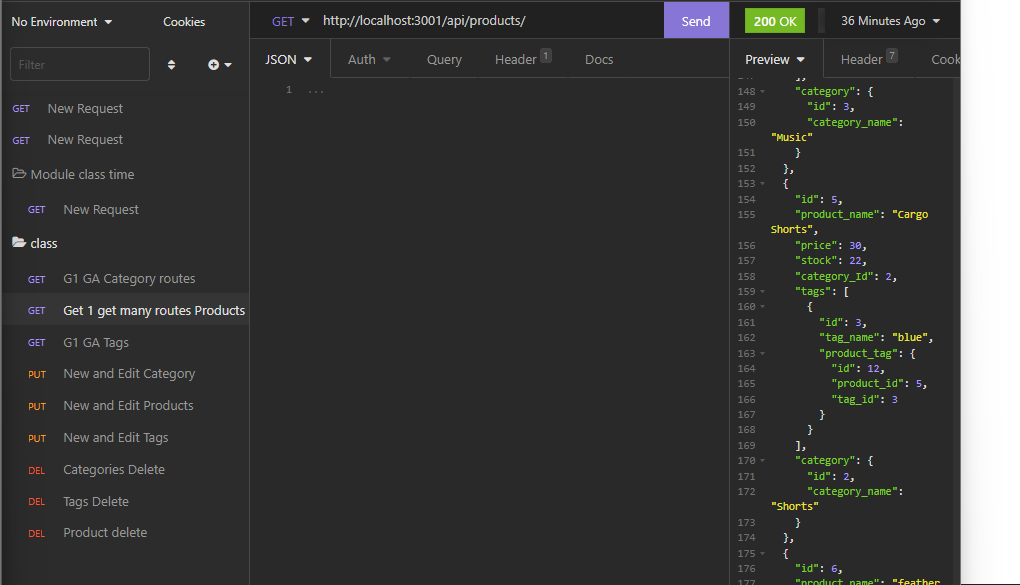 No Environment
Cookies
Filter
GET New Request
GET New Request
Module class time
GET New Request
class
GET G1 GA Category routes
GET Get 1 get many routes Products
GET G1 GA Tags
PUT New and Edit Category
PUT New and Edit Products
PUT New and Edit Tags
DEL Categories Delete
DEL Tags Delete
DEL Product delete
GET http://localhost:3001/api/products/ Send
JSON Auth Query Header 1 Docs
1 ...
200 OK 36 Minutes Ago
Preview Header 7 Cook
148 "category": {
149 "id": 3,
150 "category_name":
"Music"
151 }
152 },
153 {
154 "id": 5,
155 "product_name": "Cargo
Shorts",
156 "price": 30,
157 "stock": 22,
158 "category_Id": 2,
159 "tags": [
160 {
161 "id": 3,
162 "tag_name": "blue",
163 "product_tag": {
164 "id": 12,
165 "product_id": 5,
166 "tag_id": 3
167 }
168 }
169 ],
170 "category": {
171 "id": 2,
172 "category_name":
"Shorts"
173 }
174 },
175 {
176 "id": 6,
177 "product_name": "feather